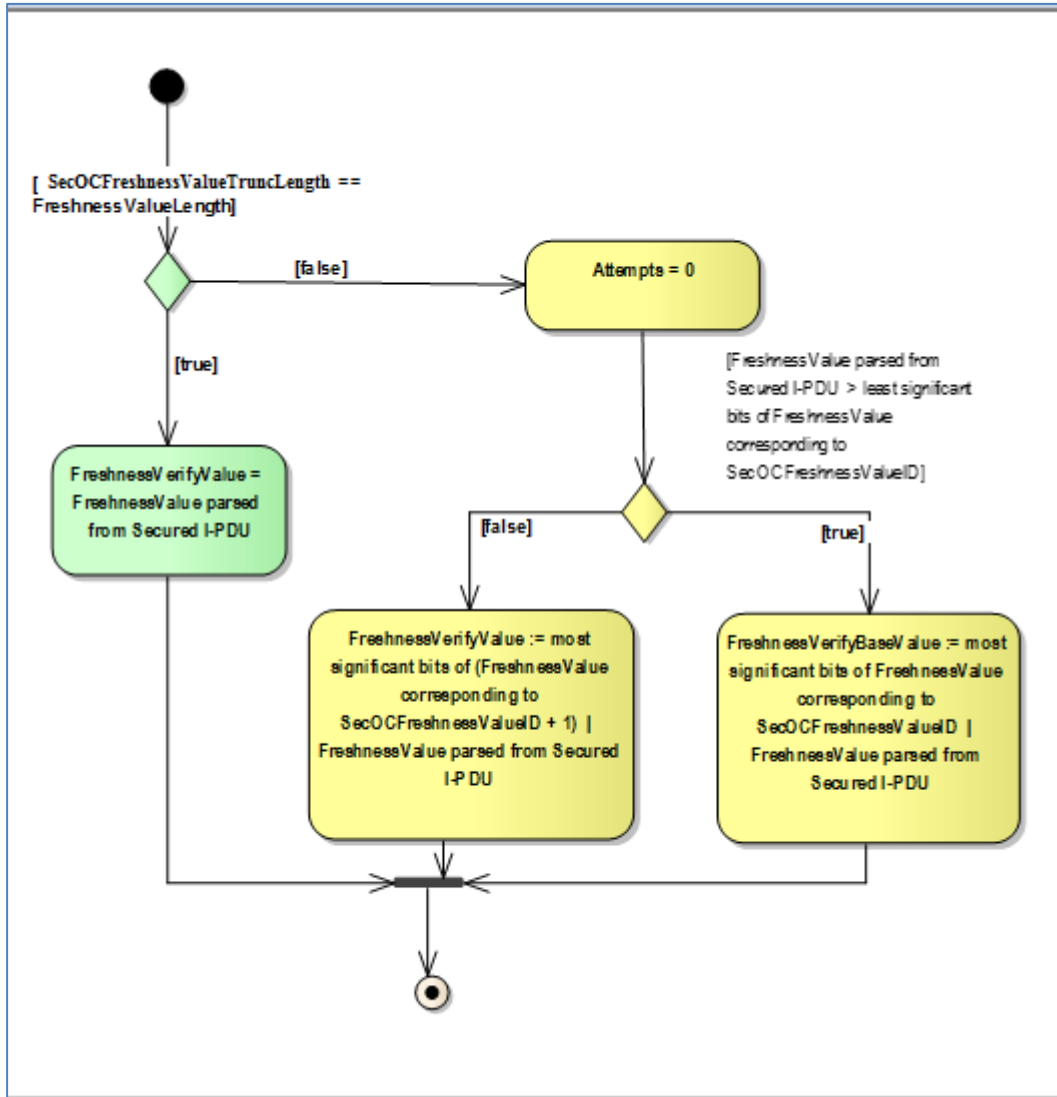 [ SecOCFreshnessValueTruncLength ==
FreshnessValueLength]
[false]
Attempts = 0
[true]
[FreshnessValue parsed from
Secured I-PDU > least significant
bits of FreshnessValue
corresponding to
SecOCFreshnessValueID]
FreshnessVerifyValue =
FreshnessValue parsed
from Secured I-PDU
[false]
[true]
FreshnessVerifyValue := most
significant bits of (FreshnessValue
corresponding to
SecOCFreshnessValueID + 1) |
FreshnessValue parsed from Secured
I-PDU
FreshnessVerifyBaseValue := most
significant bits of FreshnessValue
corresponding to
SecOCFreshnessValueID |
FreshnessValue parsed from
Secured I-PDU